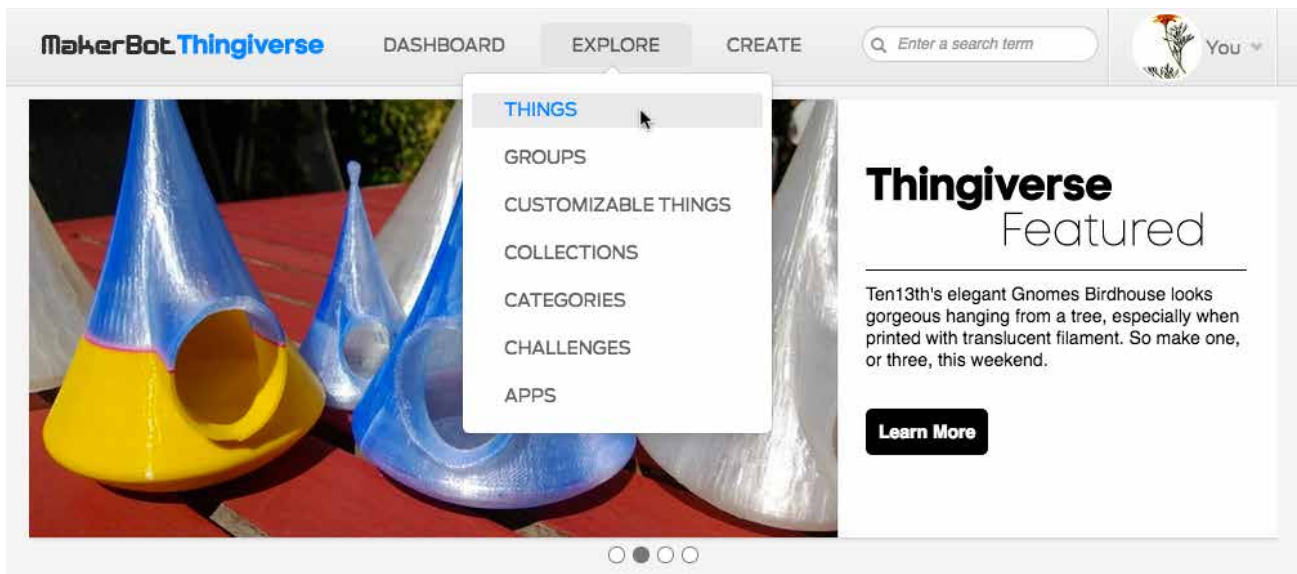 MakerBot Thingiverse DASHBOARD EXPLORE CREATE Enter a search term You
THINGS
GROUPS
CUSTOMIZABLE THINGS
COLLECTIONS
CATEGORIES
CHALLENGES
APPS
Thingiverse
Featured
Ten13th's elegant Gnomes Birdhouse looks
gorgeous hanging from a tree, especially when
printed with translucent filament. So make one,
or three, this weekend.
Learn More